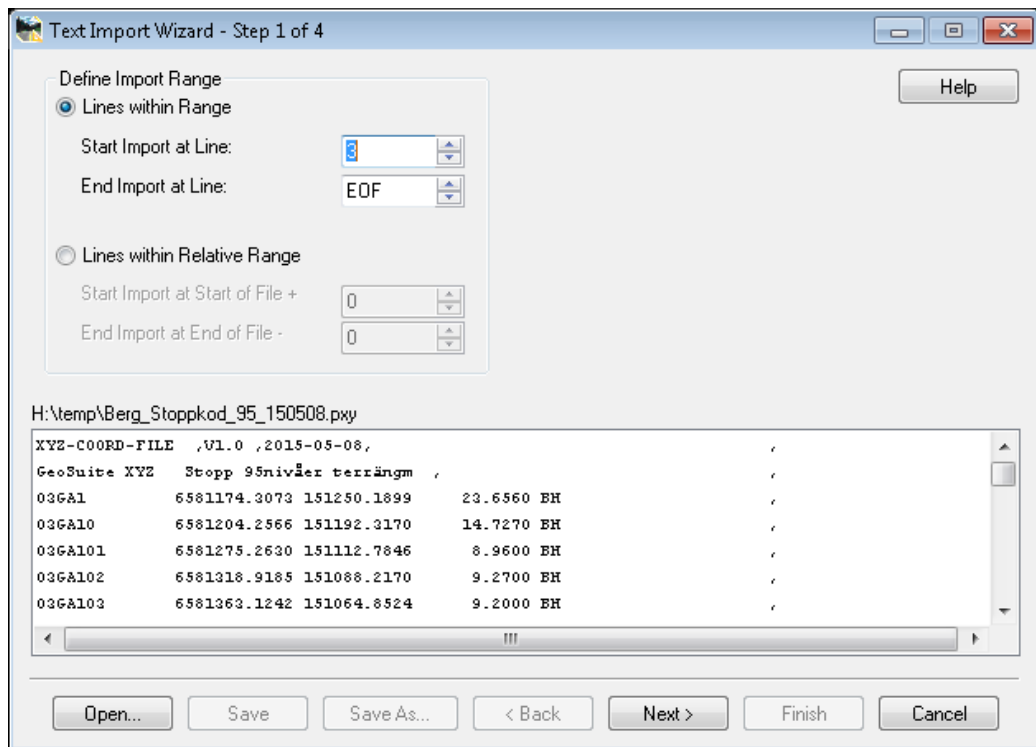 Text Import Wizard - Step 1 of 4
Define Import Range
Help
Lines within Range
Start Import at Line: 3
End Import at Line: EOF
Lines within Relative Range
Start Import at Start of File + 0
End Import at End of File - 0
H:\temp\Berg_Stoppkod_95_150508.pxy
XYZ-COORD-FILE ,V1.0 ,2015-05-08, ,
GeoSuite XYZ Stopp 95nivåer terrängm , ,
03GA1 6581174.3073 151250.1899 23.6560 BH ,
03GA10 6581204.2566 151192.3170 14.7270 BH ,
03GA101 6581275.2630 151112.7846 8.9600 BH ,
03GA102 6581318.9185 151088.2170 9.2700 BH ,
03GA103 6581363.1242 151064.8524 9.2000 BH ,
Open... Save Save As... < Back Next > Finish Cancel